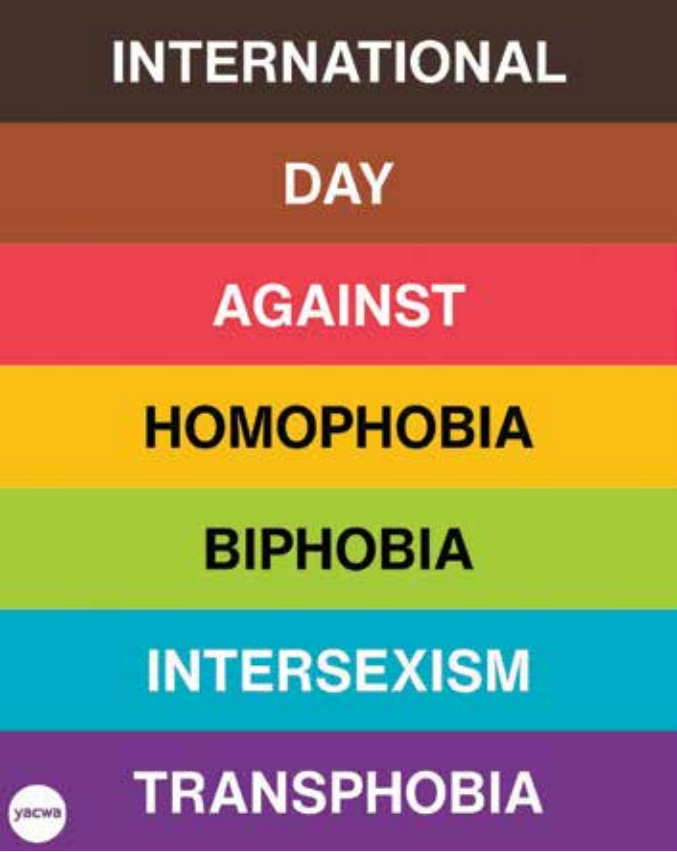 INTERNATIONAL
DAY
AGAINST
HOMOPHOBIA
BIPHOBIA
INTERSEXISM
TRANSPHOBIA
yacwa